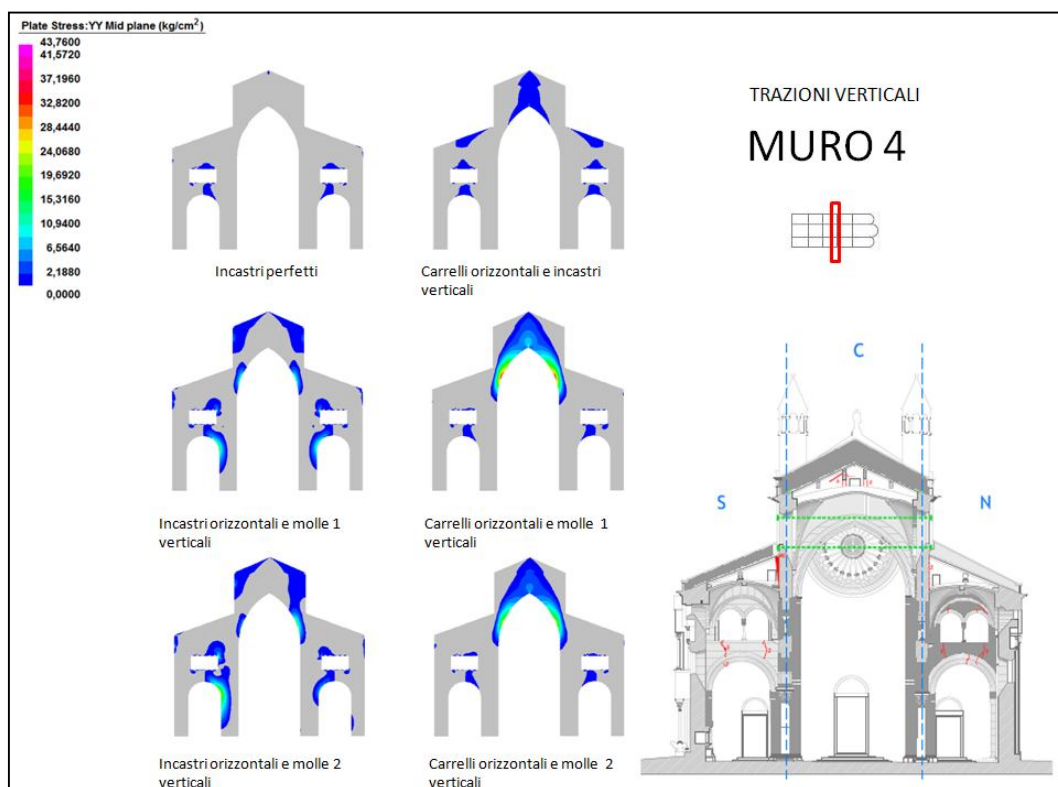 Plate Stress:YY Mid plane (kg/cm²)
43,7600
41,5720
37,1960
32,8200
28,4440
24,0680
19,6920
15,3160
10,9400
6,5640
2,1880
0,0000
Incastri perfetti
Carrelli orizzontali e incastri
verticali
Incastri orizzontali e molle 1
verticali
Carrelli orizzontali e molle 1
verticali
Incastri orizzontali e molle 2
verticali
Carrelli orizzontali e molle 2
verticali
TRAZIONI VERTICALI
MURO 4
C
S
N